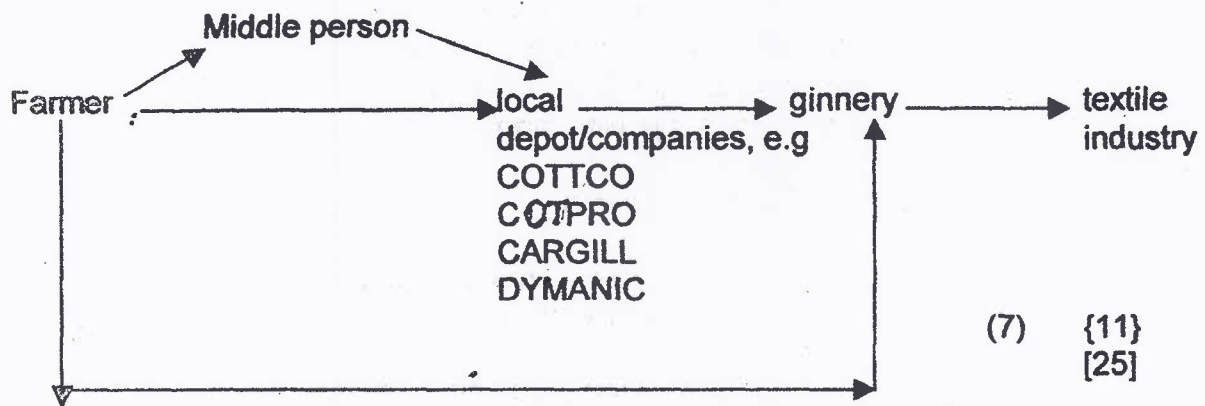 Middle person
Farmer local ginnery textile
depot/companies, e.g industry
COTTCO
COTPRO
CARGILL
DYMANIC
(7) {11}
[25]